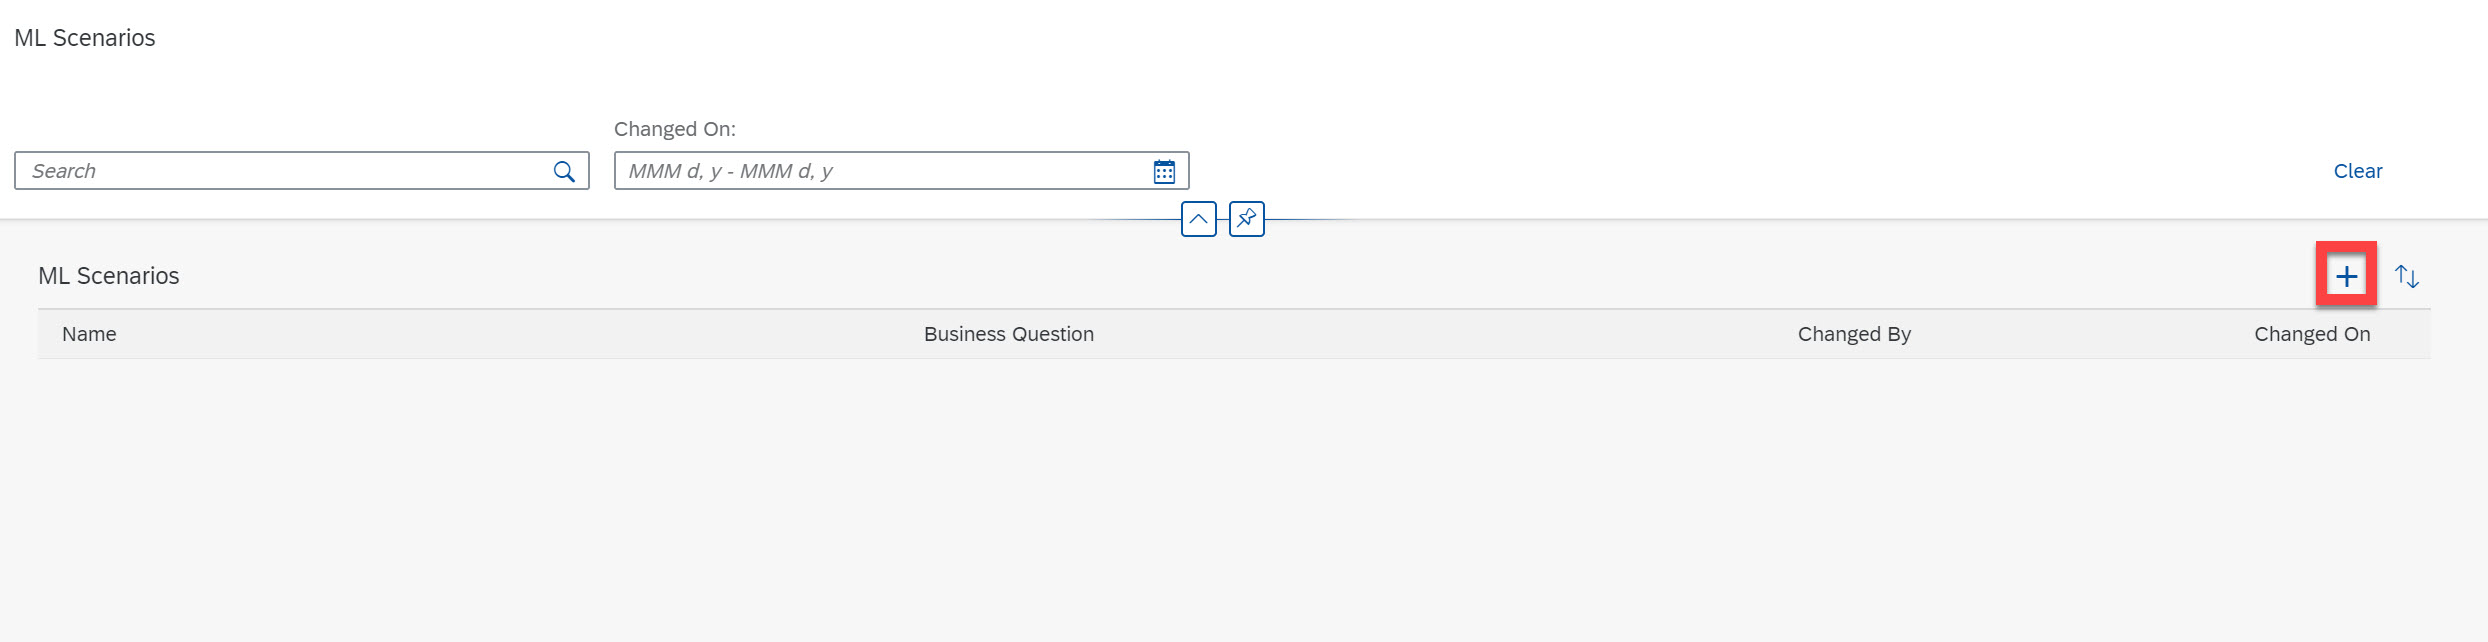 ML Scenarios
Changed On:
Search
MMM d, y - MMM d, y
Clear
ML Scenarios
Name Business Question Changed By Changed On